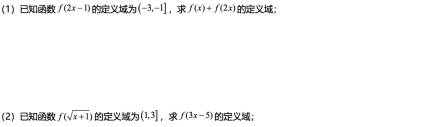 (1) 已知函数 f(2x−1) 的定义域为 (−3,−1]，求 f(x)+f(2x) 的定义域；
(2) 已知函数 f(√(x+1)) 的定义域为 (1,3]，求 f(3x−5) 的定义域；